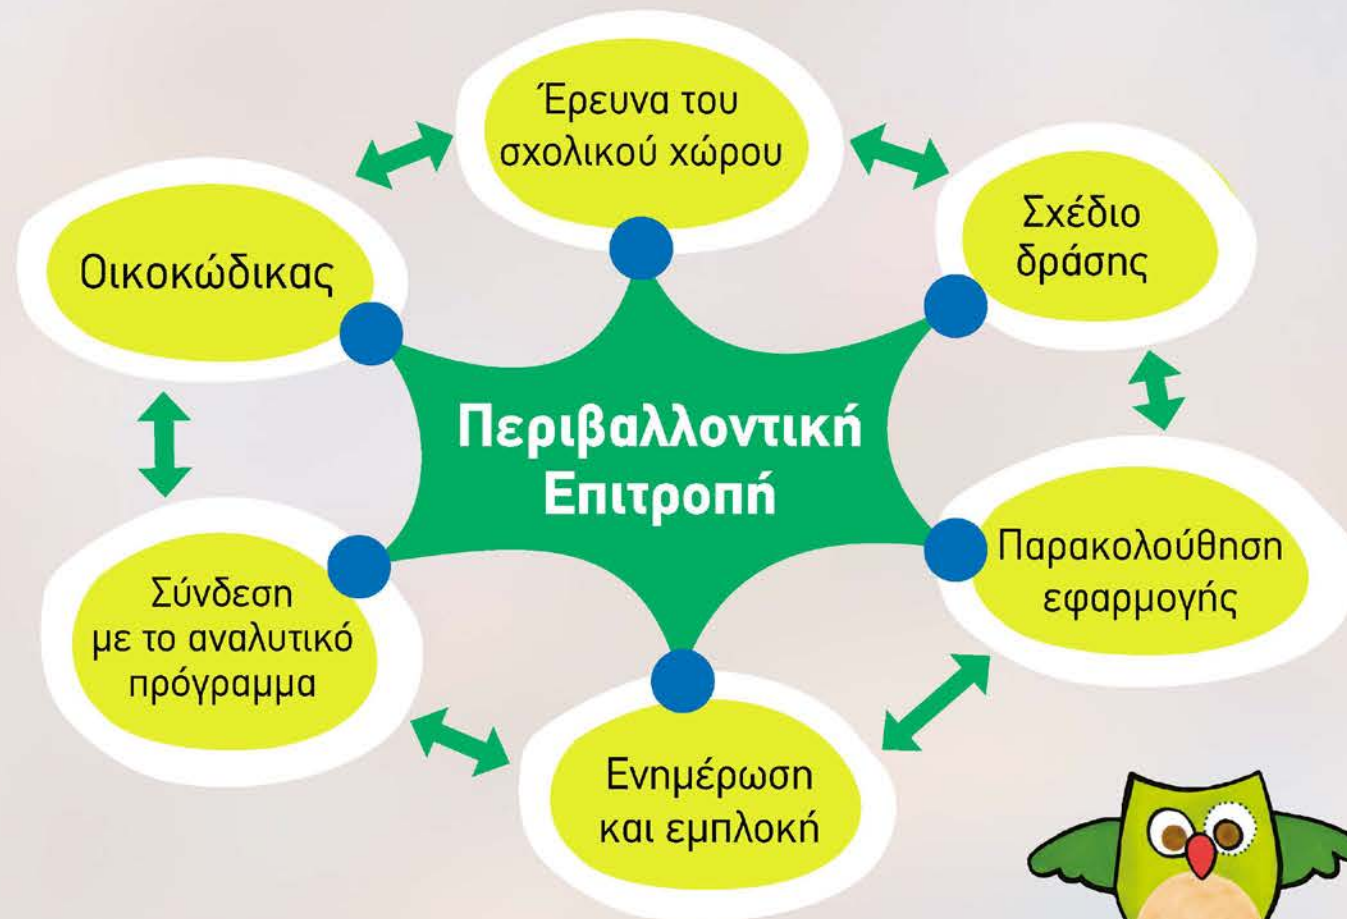 Έρευνα του
σχολικού χώρου
Σχέδιο
δράσης
Οικοκώδικας
Περιβαλλοντική
Επιτροπή
Παρακολούθηση
εφαρμογής
Σύνδεση
με το αναλυτικό
πρόγραμμα
Ενημέρωση
και εμπλοκή